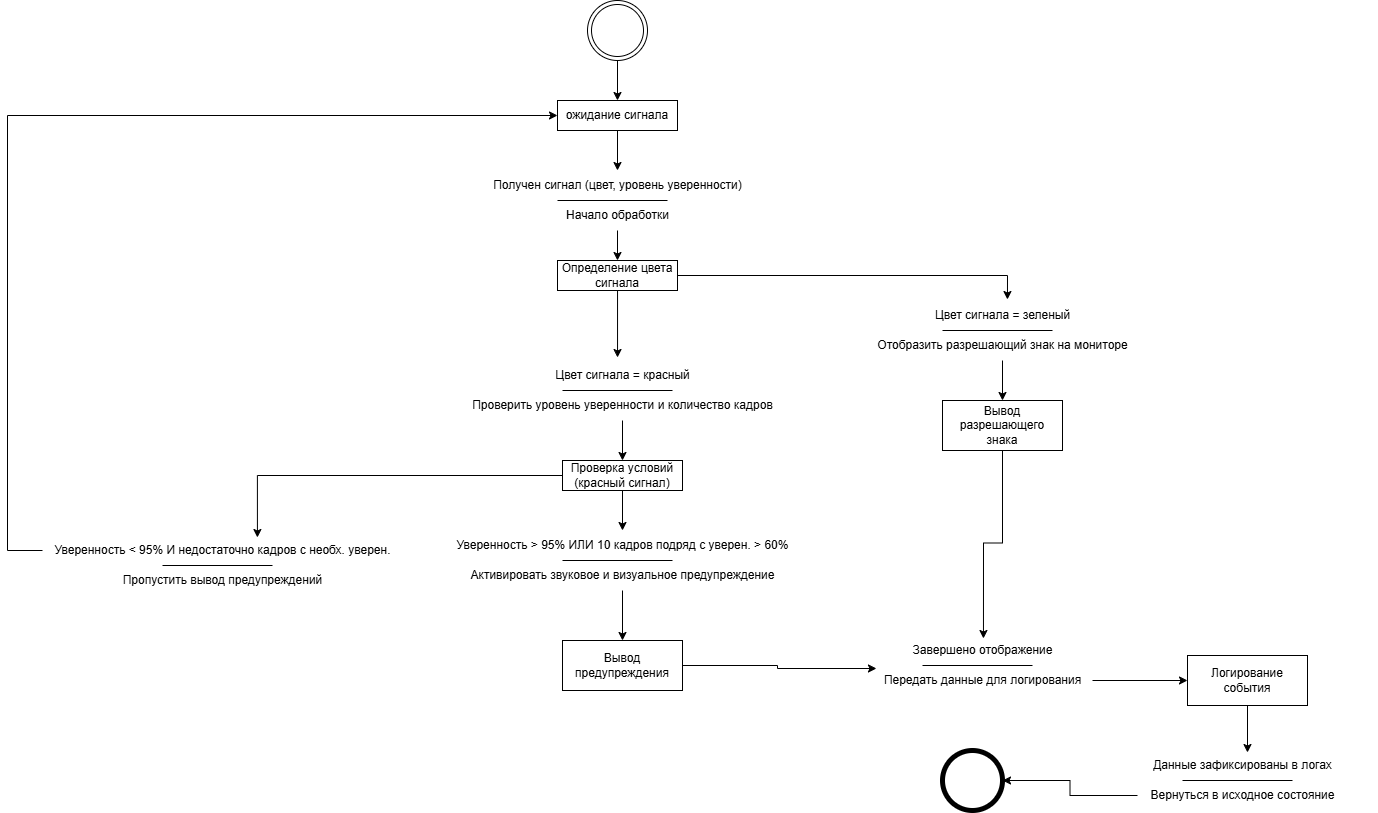 ожидание сигнала
Получен сигнал (цвет, уровень уверенности)
Начало обработки
Определение цвета
сигнала
Цвет сигнала = зеленый
Отобразить разрешающий знак на мониторе
Цвет сигнала = красный
Проверить уровень уверенности и количество кадров
Вывод
разрешающего
знака
Проверка условий
(красный сигнал)
Уверенность < 95% И недостаточно кадров с необх. уверен.
Пропустить вывод предупреждений
Уверенность > 95% ИЛИ 10 кадров подряд с уверен. > 60%
Активировать звуковое и визуальное предупреждение
Вывод
предупреждения
Завершено отображение
Передать данные для логирования
Логирование
события
Данные зафиксированы в логах
Вернуться в исходное состояние